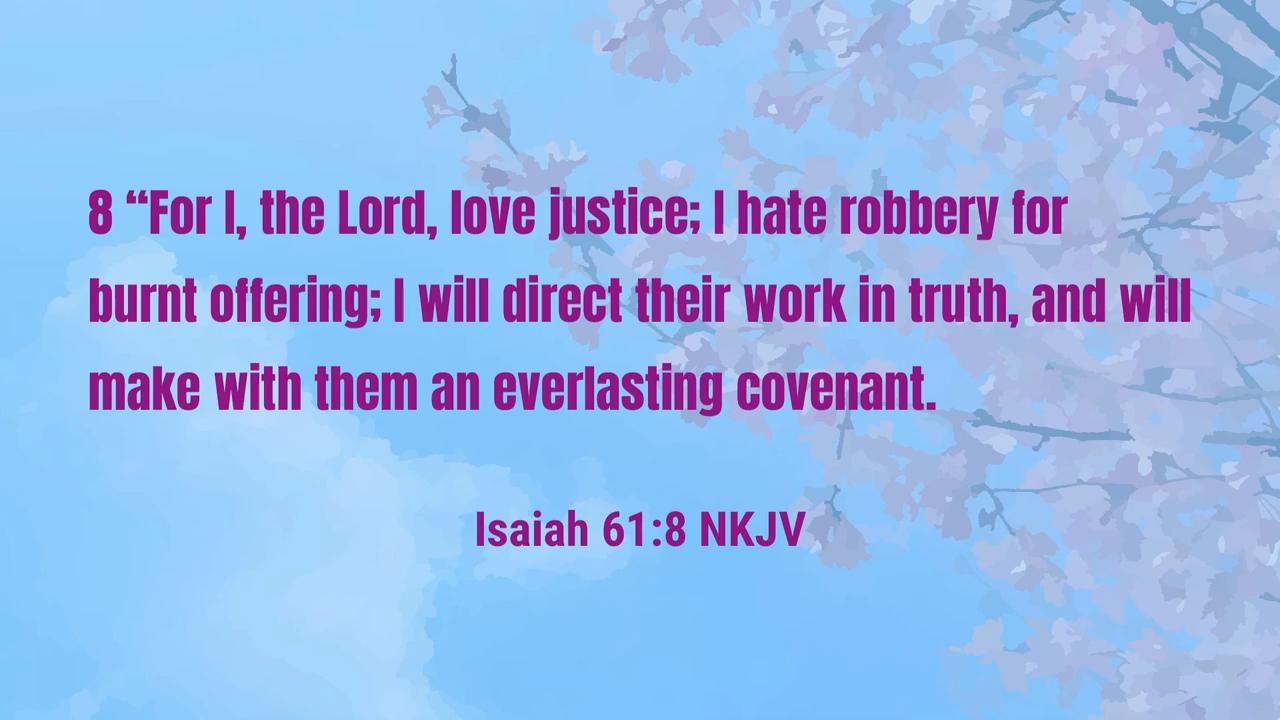 8 “For I, the Lord, love justice; I hate robbery for
burnt offering; I will direct their work in truth, and will
make with them an everlasting covenant.
Isaiah 61:8 NKJV